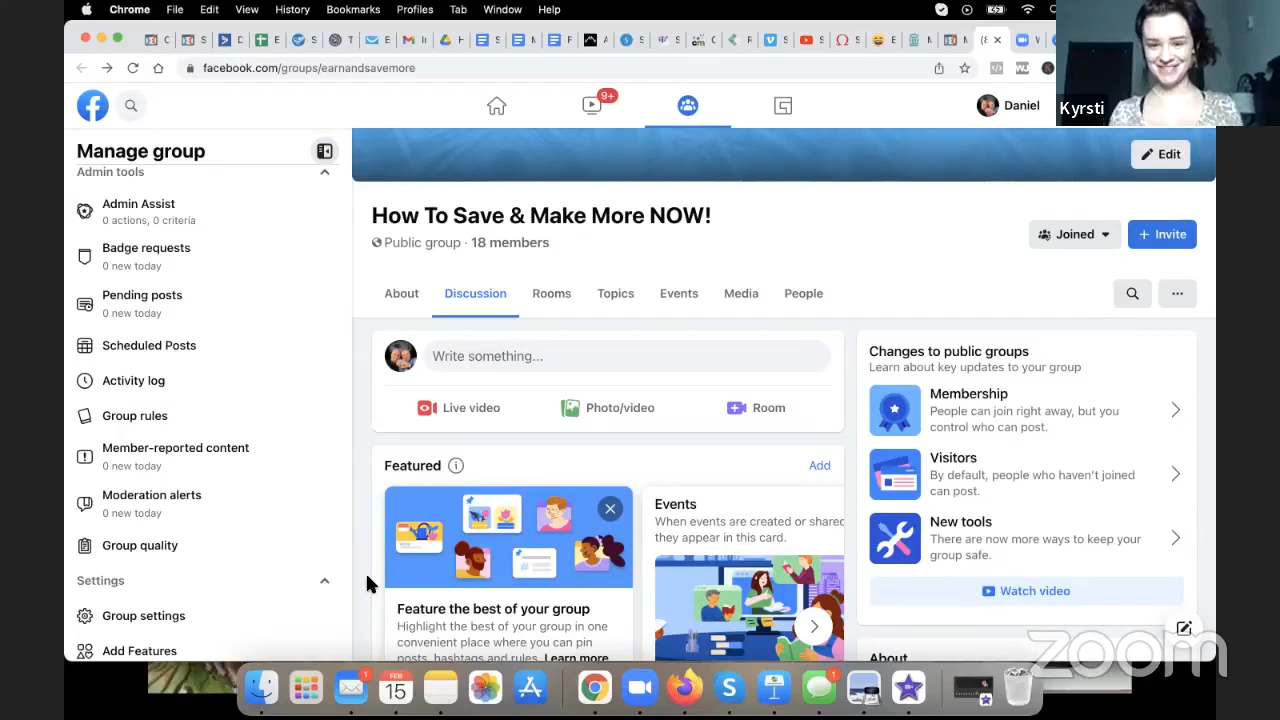 Chrome File Edit View History Bookmarks Profiles Tab Window Help
facebook.com/groups/earnandsavemore
Kyrsti
9+
Daniel
Manage group
Edit
Admin tools
Admin Assist
0 actions, 0 criteria
Badge requests
0 new today
Pending posts
0 new today
Scheduled Posts
Activity log
Group rules
Member-reported content
0 new today
Moderation alerts
0 new today
Group quality
Settings
Group settings
Add Features
How To Save & Make More NOW!
Public group · 18 members
Joined
+ Invite
About Discussion Rooms Topics Events Media People
Write something...
Live video Photo/video Room
Featured Add
Feature the best of your group
Highlight the best of your group in one
convenient place where you can pin
posts, hashtags and rules. Learn more
Events
When events are created or shared
they appear in this card.
Changes to public groups
Learn about key updates to your group
Membership
People can join right away, but you
control who can post.
Visitors
By default, people who haven't joined
can post.
New tools
There are now more ways to keep your
group safe.
Watch video
About
zoom
1
FEB
15
1